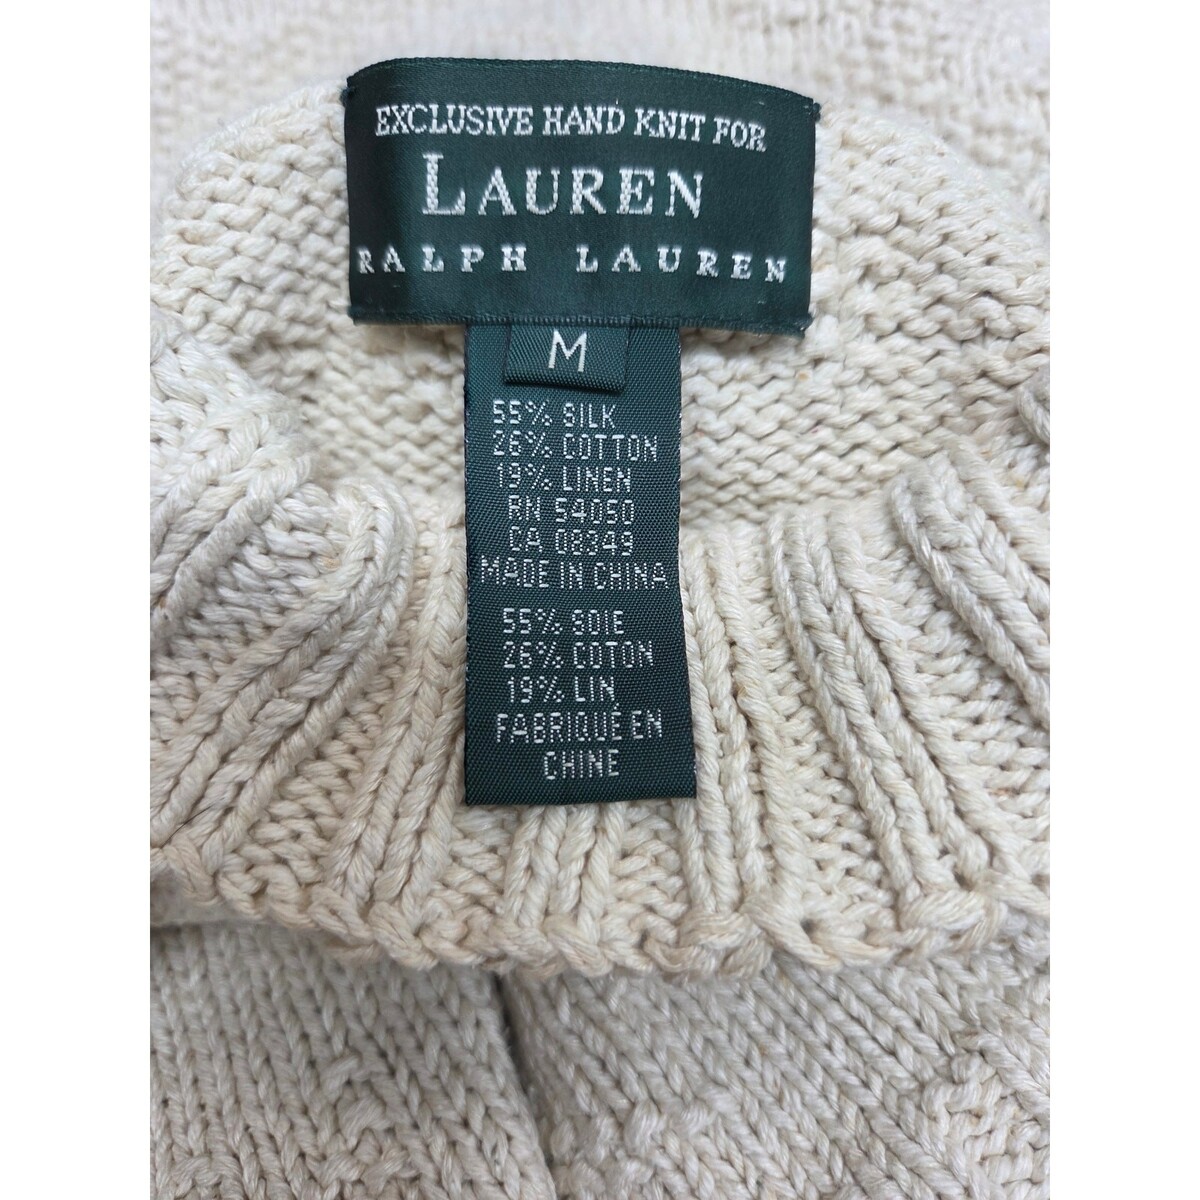 EXCLUSIVE HAND KNIT FOR
LAUREN
RALPH LAUREN
M
55% SILK
26% COTTON
19% LINEN
RN 54050
CA 08349
MADE IN CHINA
55% SOIE
26% COTON
19% LIN
FABRIQUÉ EN
CHINE